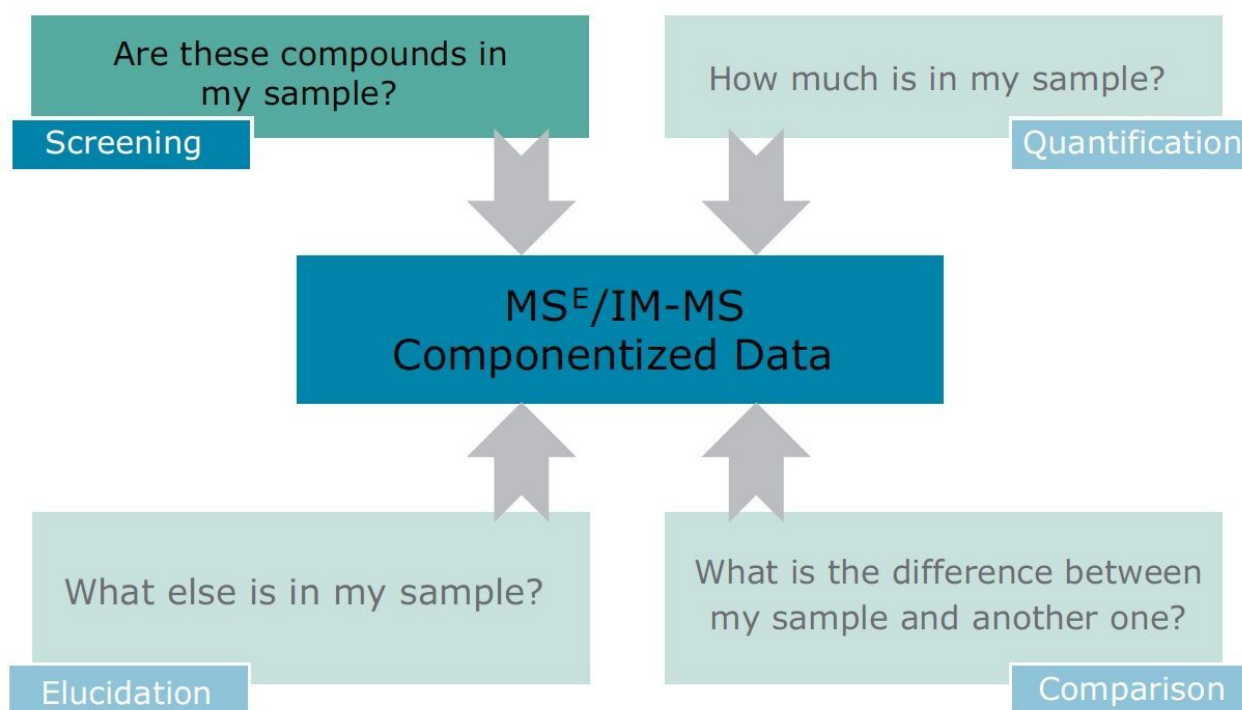 Are these compounds in
my sample?
Screening
How much is in my sample?
Quantification
MSᴱ/IM-MS
Componentized Data
What else is in my sample?
Elucidation
What is the difference between
my sample and another one?
Comparison